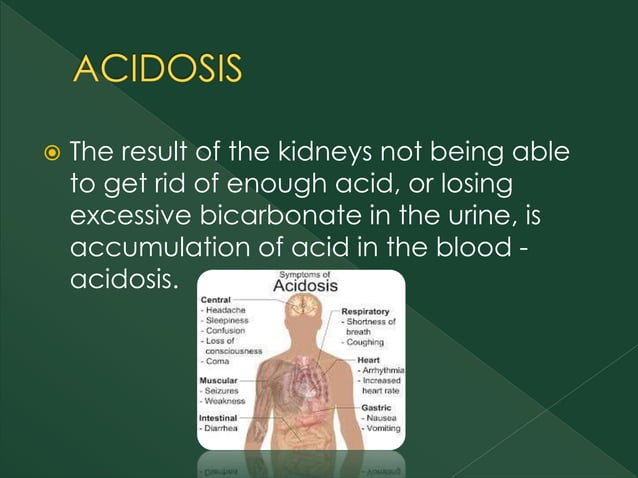 ACIDOSIS
The result of the kidneys not being able
to get rid of enough acid, or losing
excessive bicarbonate in the urine, is
accumulation of acid in the blood -
acidosis.
Symptoms of
Acidosis
Central
- Headache
- Sleepiness
- Confusion
- Loss of
consciousness
- Coma
Muscular
- Seizures
- Weakness
Intestinal
- Diarrhea
Respiratory
- Shortness of
breath
- Coughing
Heart
- Arrhythmia
- Increased
heart rate
Gastric
- Nausea
- Vomiting